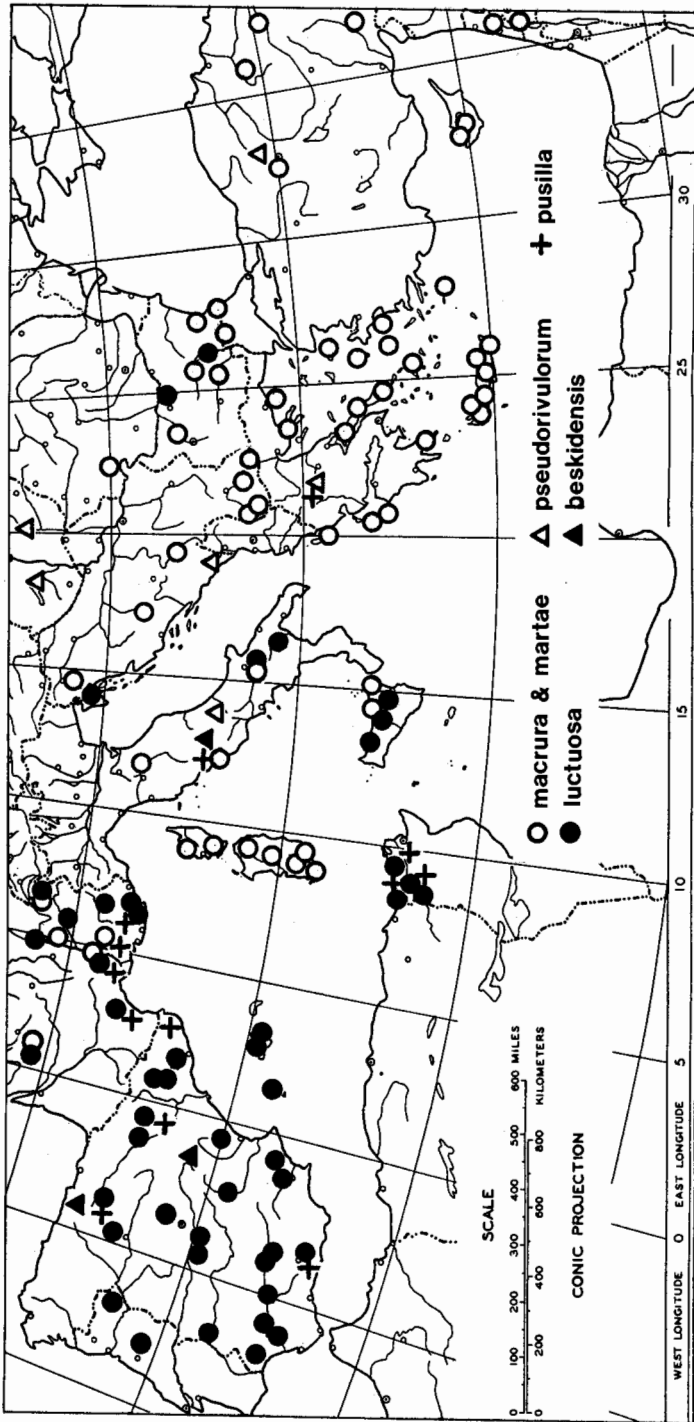 macrura & martae
luctuosa
pseudorivulorum
beskidensis
pusilla
SCALE
0 100 200 300 400 500 600 MILES
0 200 400 600 800 KILOMETERS
CONIC PROJECTION
WEST LONGITUDE 0 EAST LONGITUDE 5 10 15 25 30